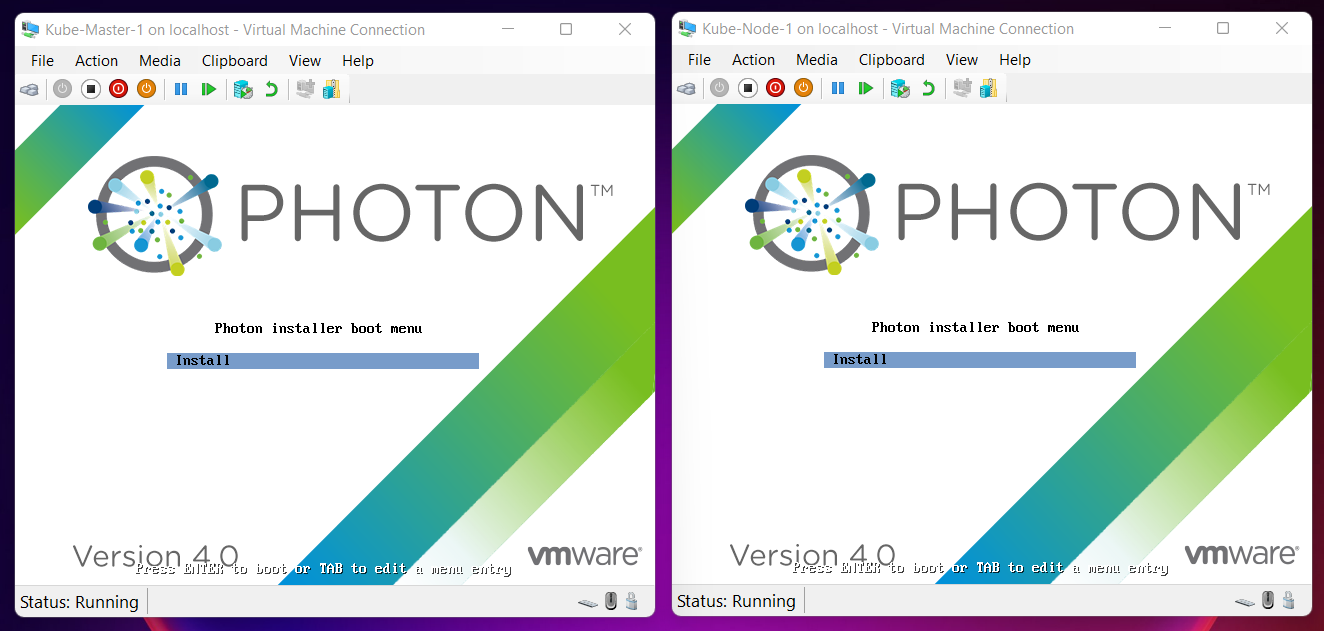 Kube-Master-1 on localhost - Virtual Machine Connection
File Action Media Clipboard View Help
PHOTON™
Photon installer boot menu
Install
Version 4.0
vmware®
Press ENTER to boot or TAB to edit a menu entry
Status: Running
Kube-Node-1 on localhost - Virtual Machine Connection
File Action Media Clipboard View Help
PHOTON™
Photon installer boot menu
Install
Version 4.0
vmware®
Press ENTER to boot or TAB to edit a menu entry
Status: Running